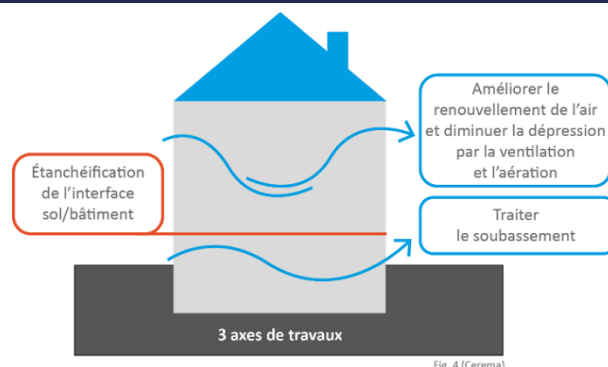 Améliorer le
renouvellement de l'air
et diminuer la dépression
par la ventilation
et l'aération
Étanchéification
de l'interface
sol/bâtiment
Traiter
le soubassement
3 axes de travaux
Fig. 4 (Cerema)